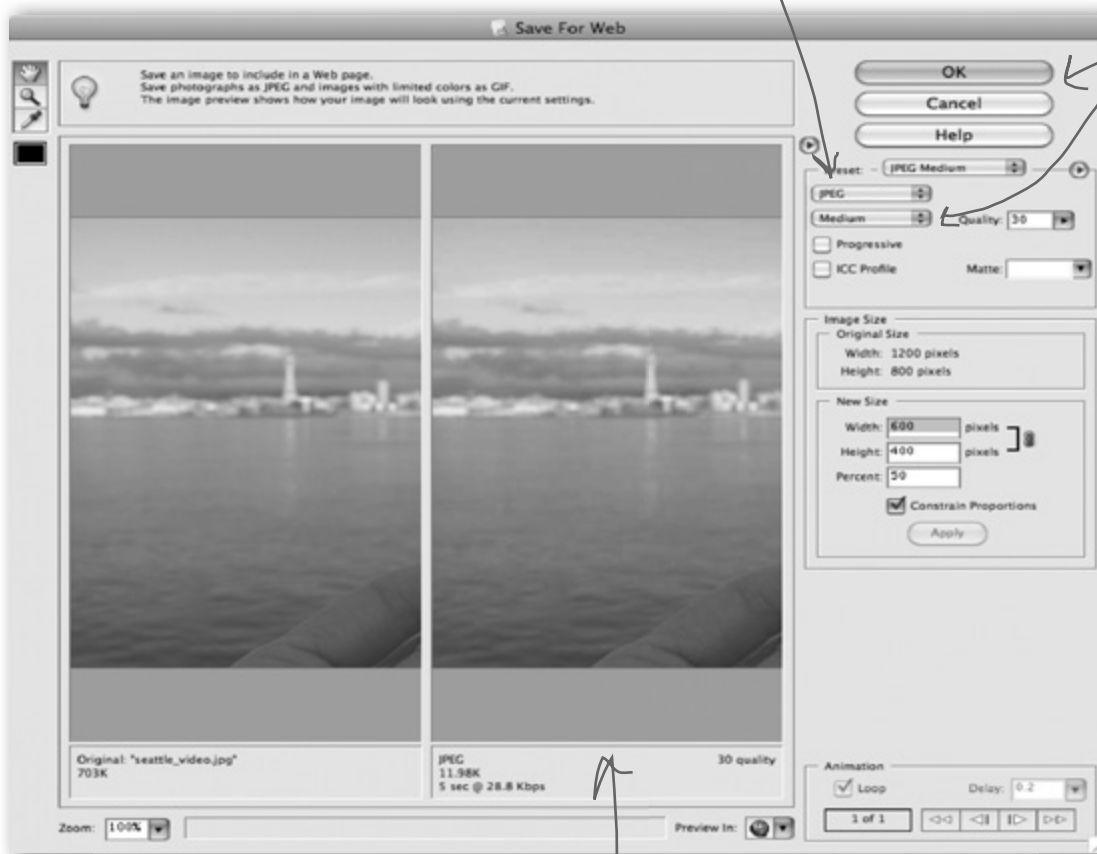 Save For Web
Save an image to include in a Web page.
Save photographs as JPEG and images with limited colors as GIF.
The image preview shows how your image will look using the current settings.
OK
Cancel
Help
Preset: JPEG Medium
JPEG
Medium Quality: 30
Progressive
ICC Profile Matte:
Image Size
Original Size
Width: 1200 pixels
Height: 800 pixels
New Size
Width: 600 pixels
Height: 400 pixels
Percent: 50
Constrain Proportions
Apply
Original: "seattle_video.jpg"
703K
JPEG 30 quality
11.98K
5 sec @ 28.8 Kbps
Animation
Loop Delay: 0.2
1 of 1
Zoom: 100% Preview In: